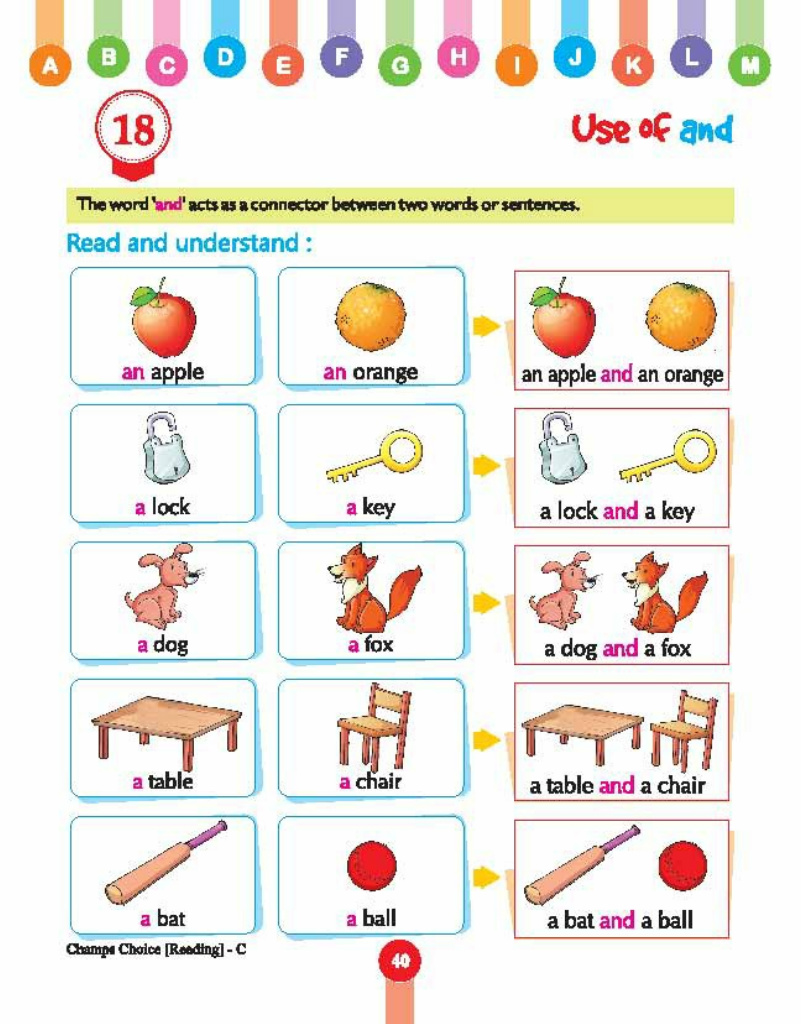 A B C D E F G H I J K L M
18
Use of and
The word 'and' acts as a connector between two words or sentences.
Read and understand :
an apple
an orange
an apple and an orange
a lock
a key
a lock and a key
a dog
a fox
a dog and a fox
a table
a chair
a table and a chair
a bat
a ball
a bat and a ball
Champs Choice [Reading] - C
40